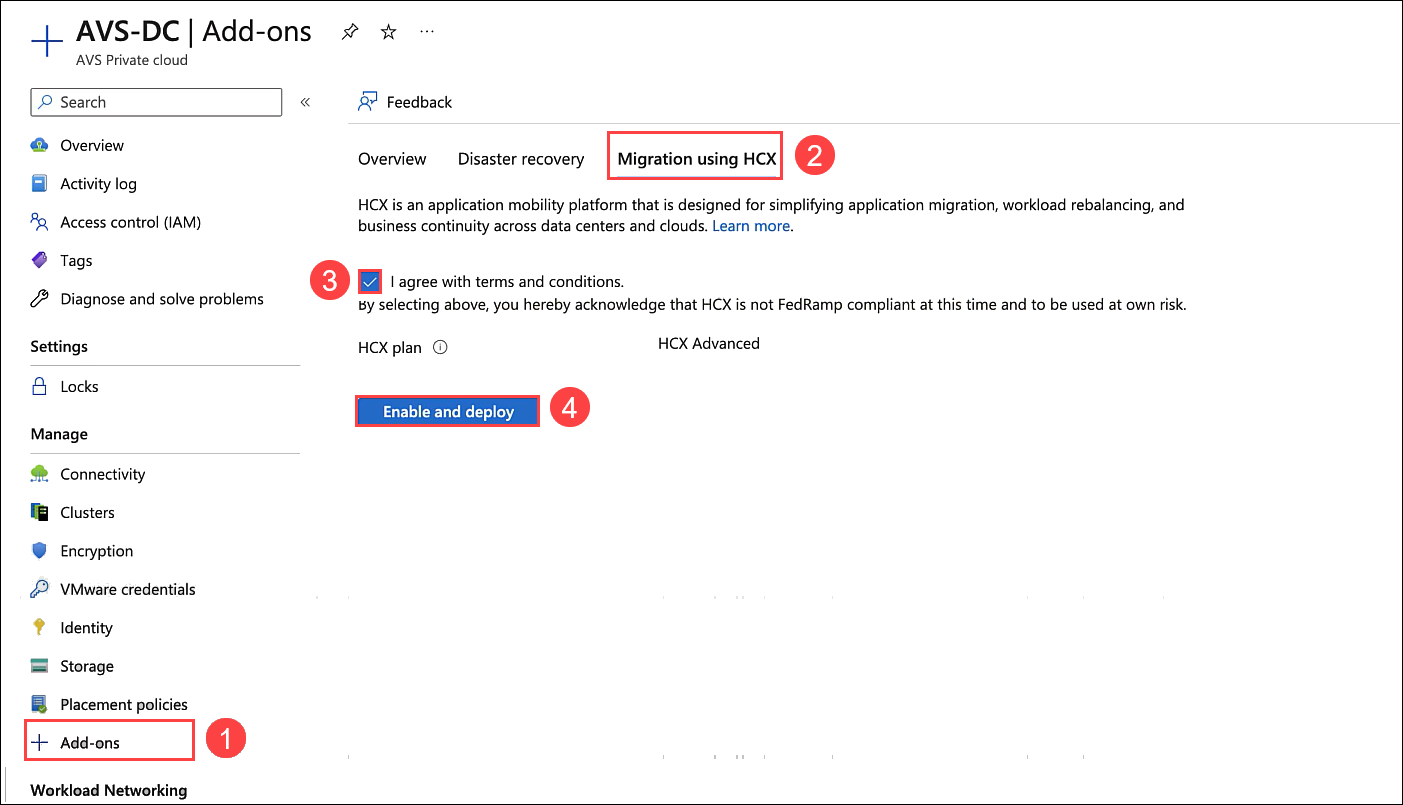 AVS-DC | Add-ons
AVS Private cloud
Search
Overview
Activity log
Access control (IAM)
Tags
Diagnose and solve problems
Settings
Locks
Manage
Connectivity
Clusters
Encryption
VMware credentials
Identity
Storage
Placement policies
Add-ons
1
Workload Networking
Feedback
Overview
Disaster recovery
Migration using HCX
2
HCX is an application mobility platform that is designed for simplifying application migration, workload rebalancing, and
business continuity across data centers and clouds. Learn more.
3
I agree with terms and conditions.
By selecting above, you hereby acknowledge that HCX is not FedRamp compliant at this time and to be used at own risk.
HCX plan
HCX Advanced
Enable and deploy
4